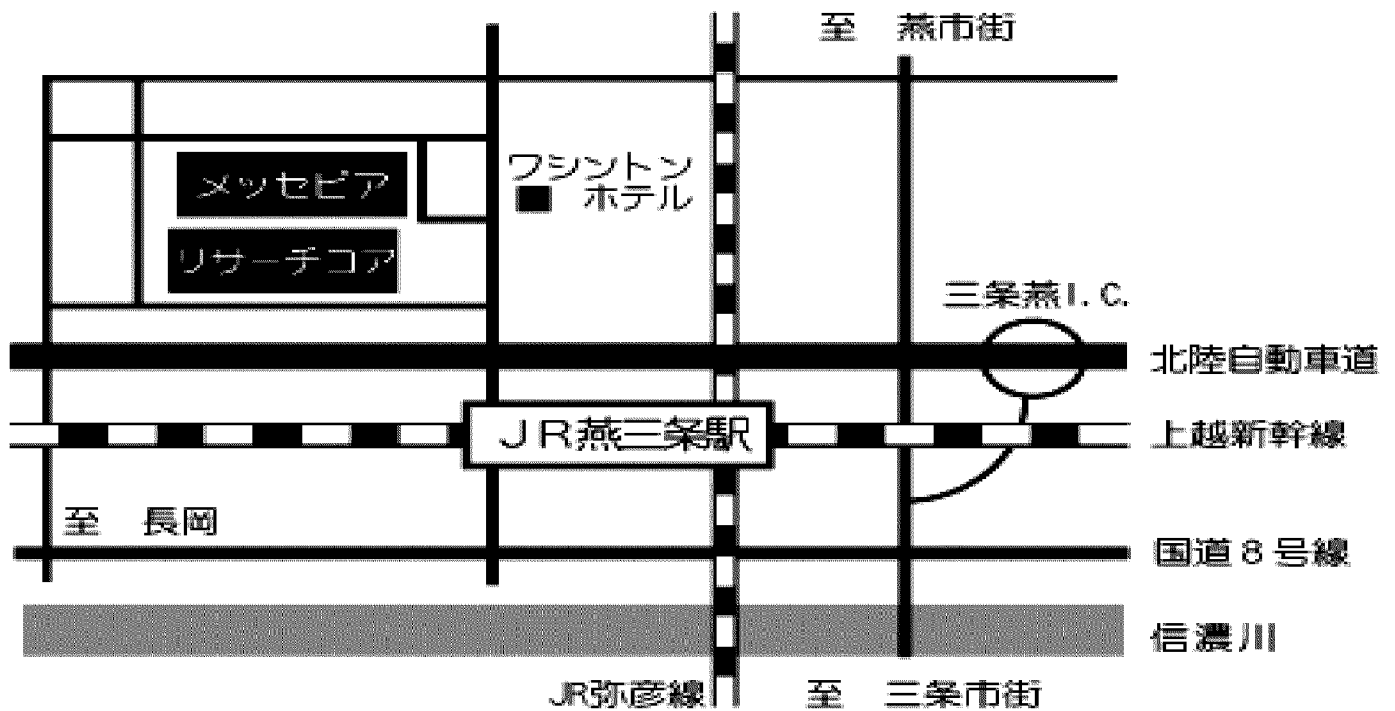 至 燕市街
ワシントン
ホテル
メッセピア
リサーチコア
三条燕I.C.
北陸自動車道
JR燕三条駅
上越新幹線
至 長岡
国道8号線
信濃川
JR弥彦線
至 三条市街